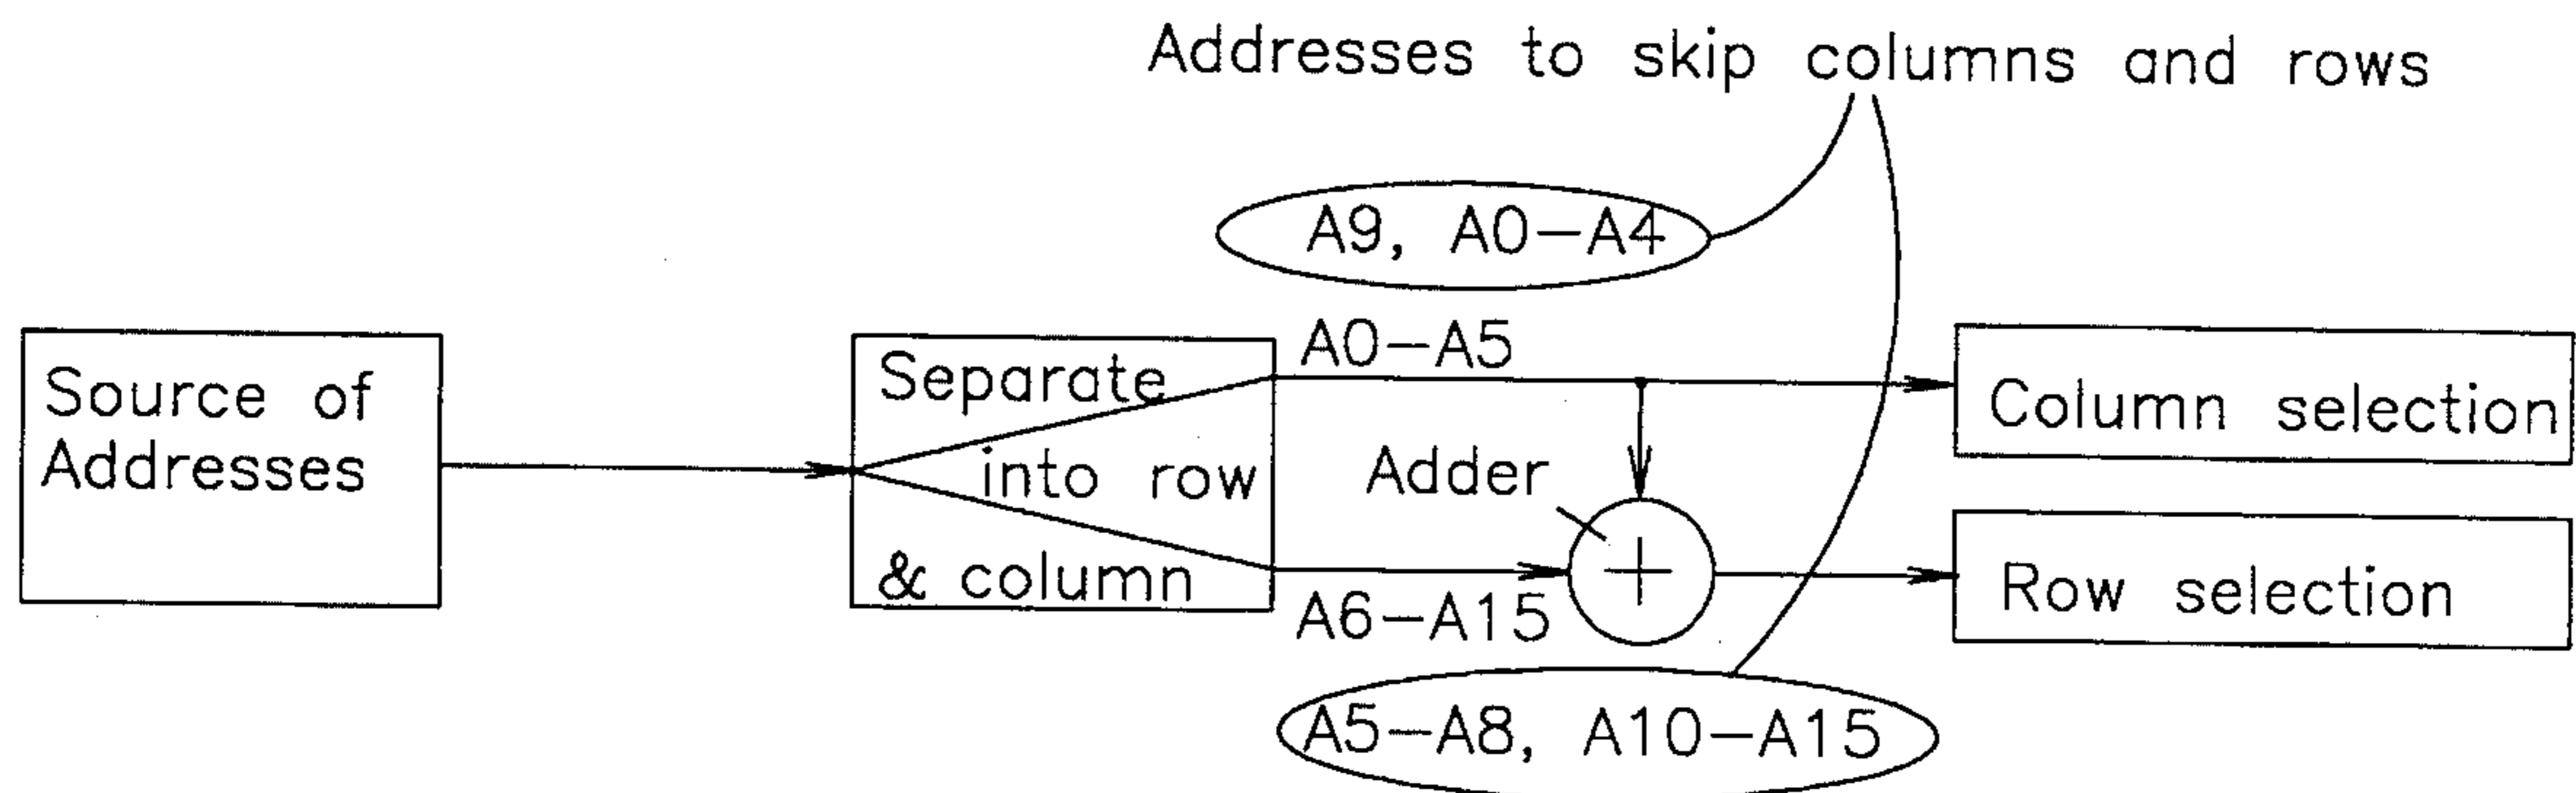 Addresses to skip columns and rows
A9, A0-A4
Source of
Addresses
Separate
into row
& column
A0-A5
Adder
+
A6-A15
Column selection
Row selection
A5-A8, A10-A15